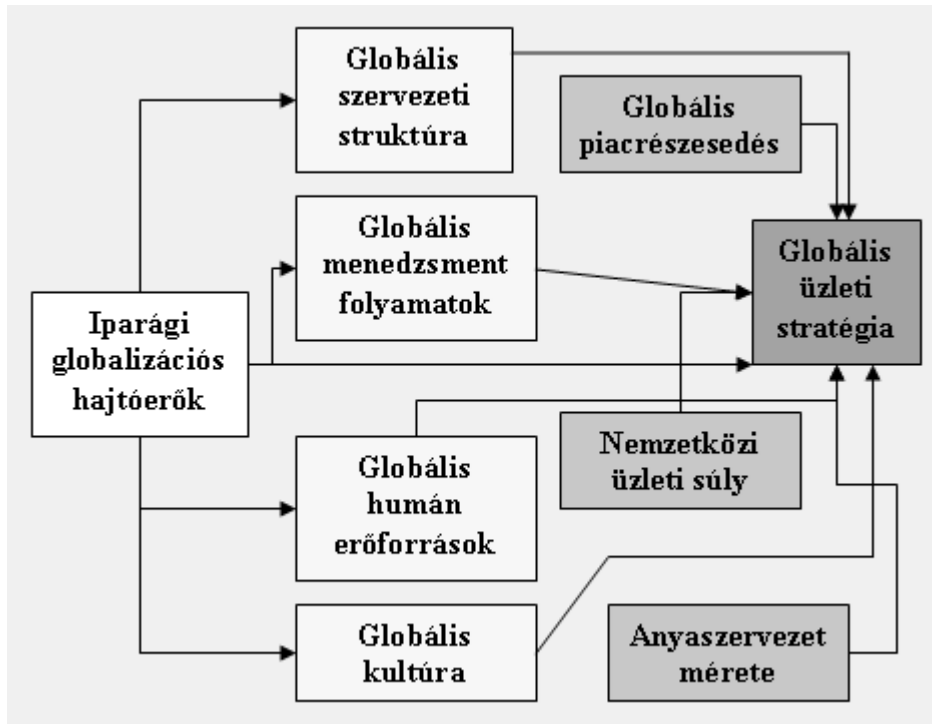 Globális
szervezeti
struktúra
Globális
piacrészesedés
Globális
menedzsment
folyamatok
Globális
üzleti
stratégia
Iparági
globalizációs
hajtóerők
Globális
humán
erőforrások
Nemzetközi
üzleti súly
Globális
kultúra
Anyaszervezet
mérete